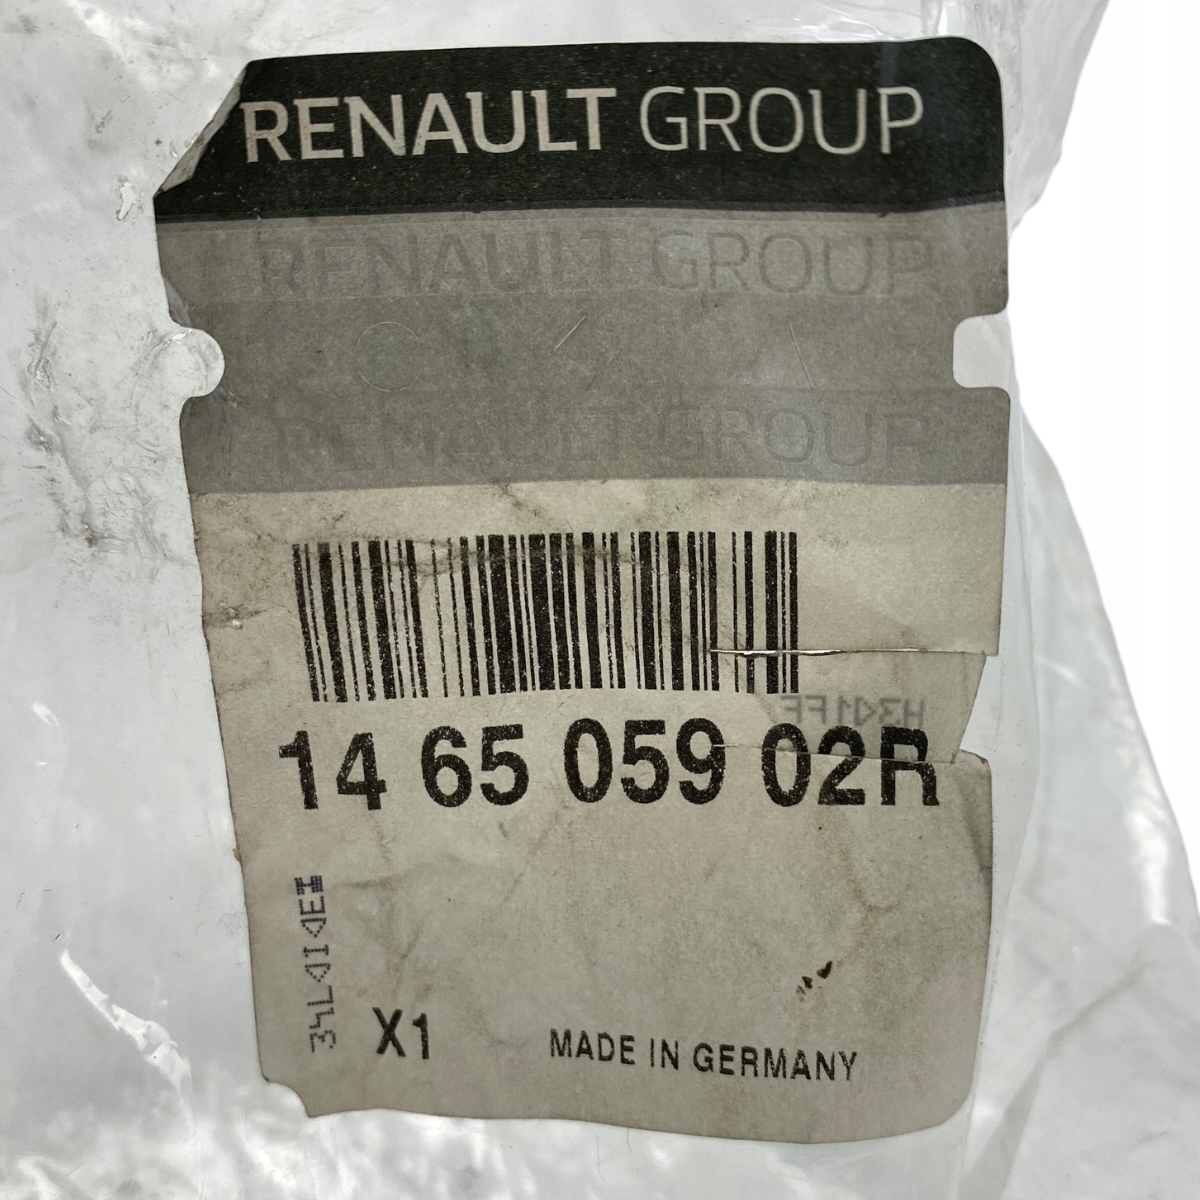 RENAULT GROUP
RENAULT GROUP
RENAULT GROUP
14 65 059 02R
X1
MADE IN GERMANY